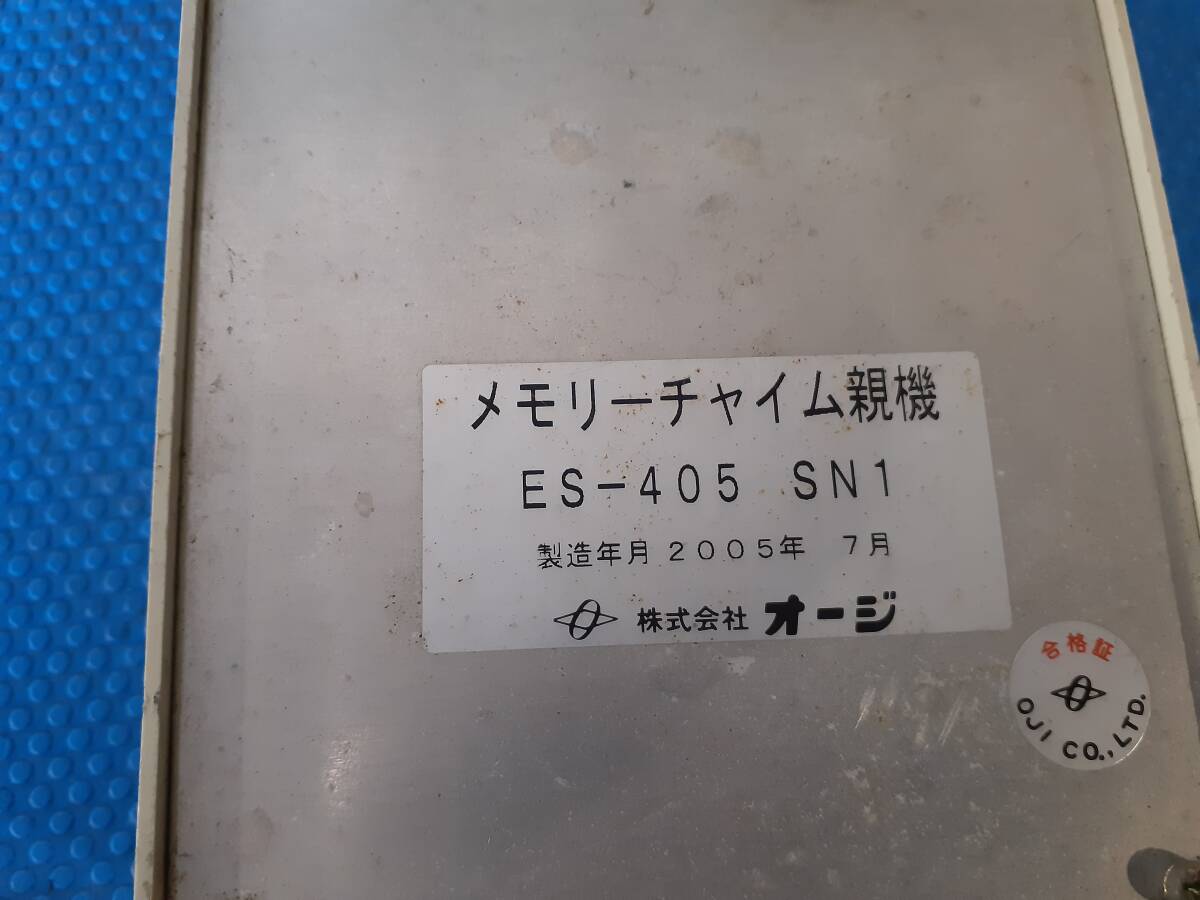 メモリーチャイム親機
ES-405 SN1
製造年月 2005年 7月
株式会社 オージ
合格証
OJI CO., LTD.